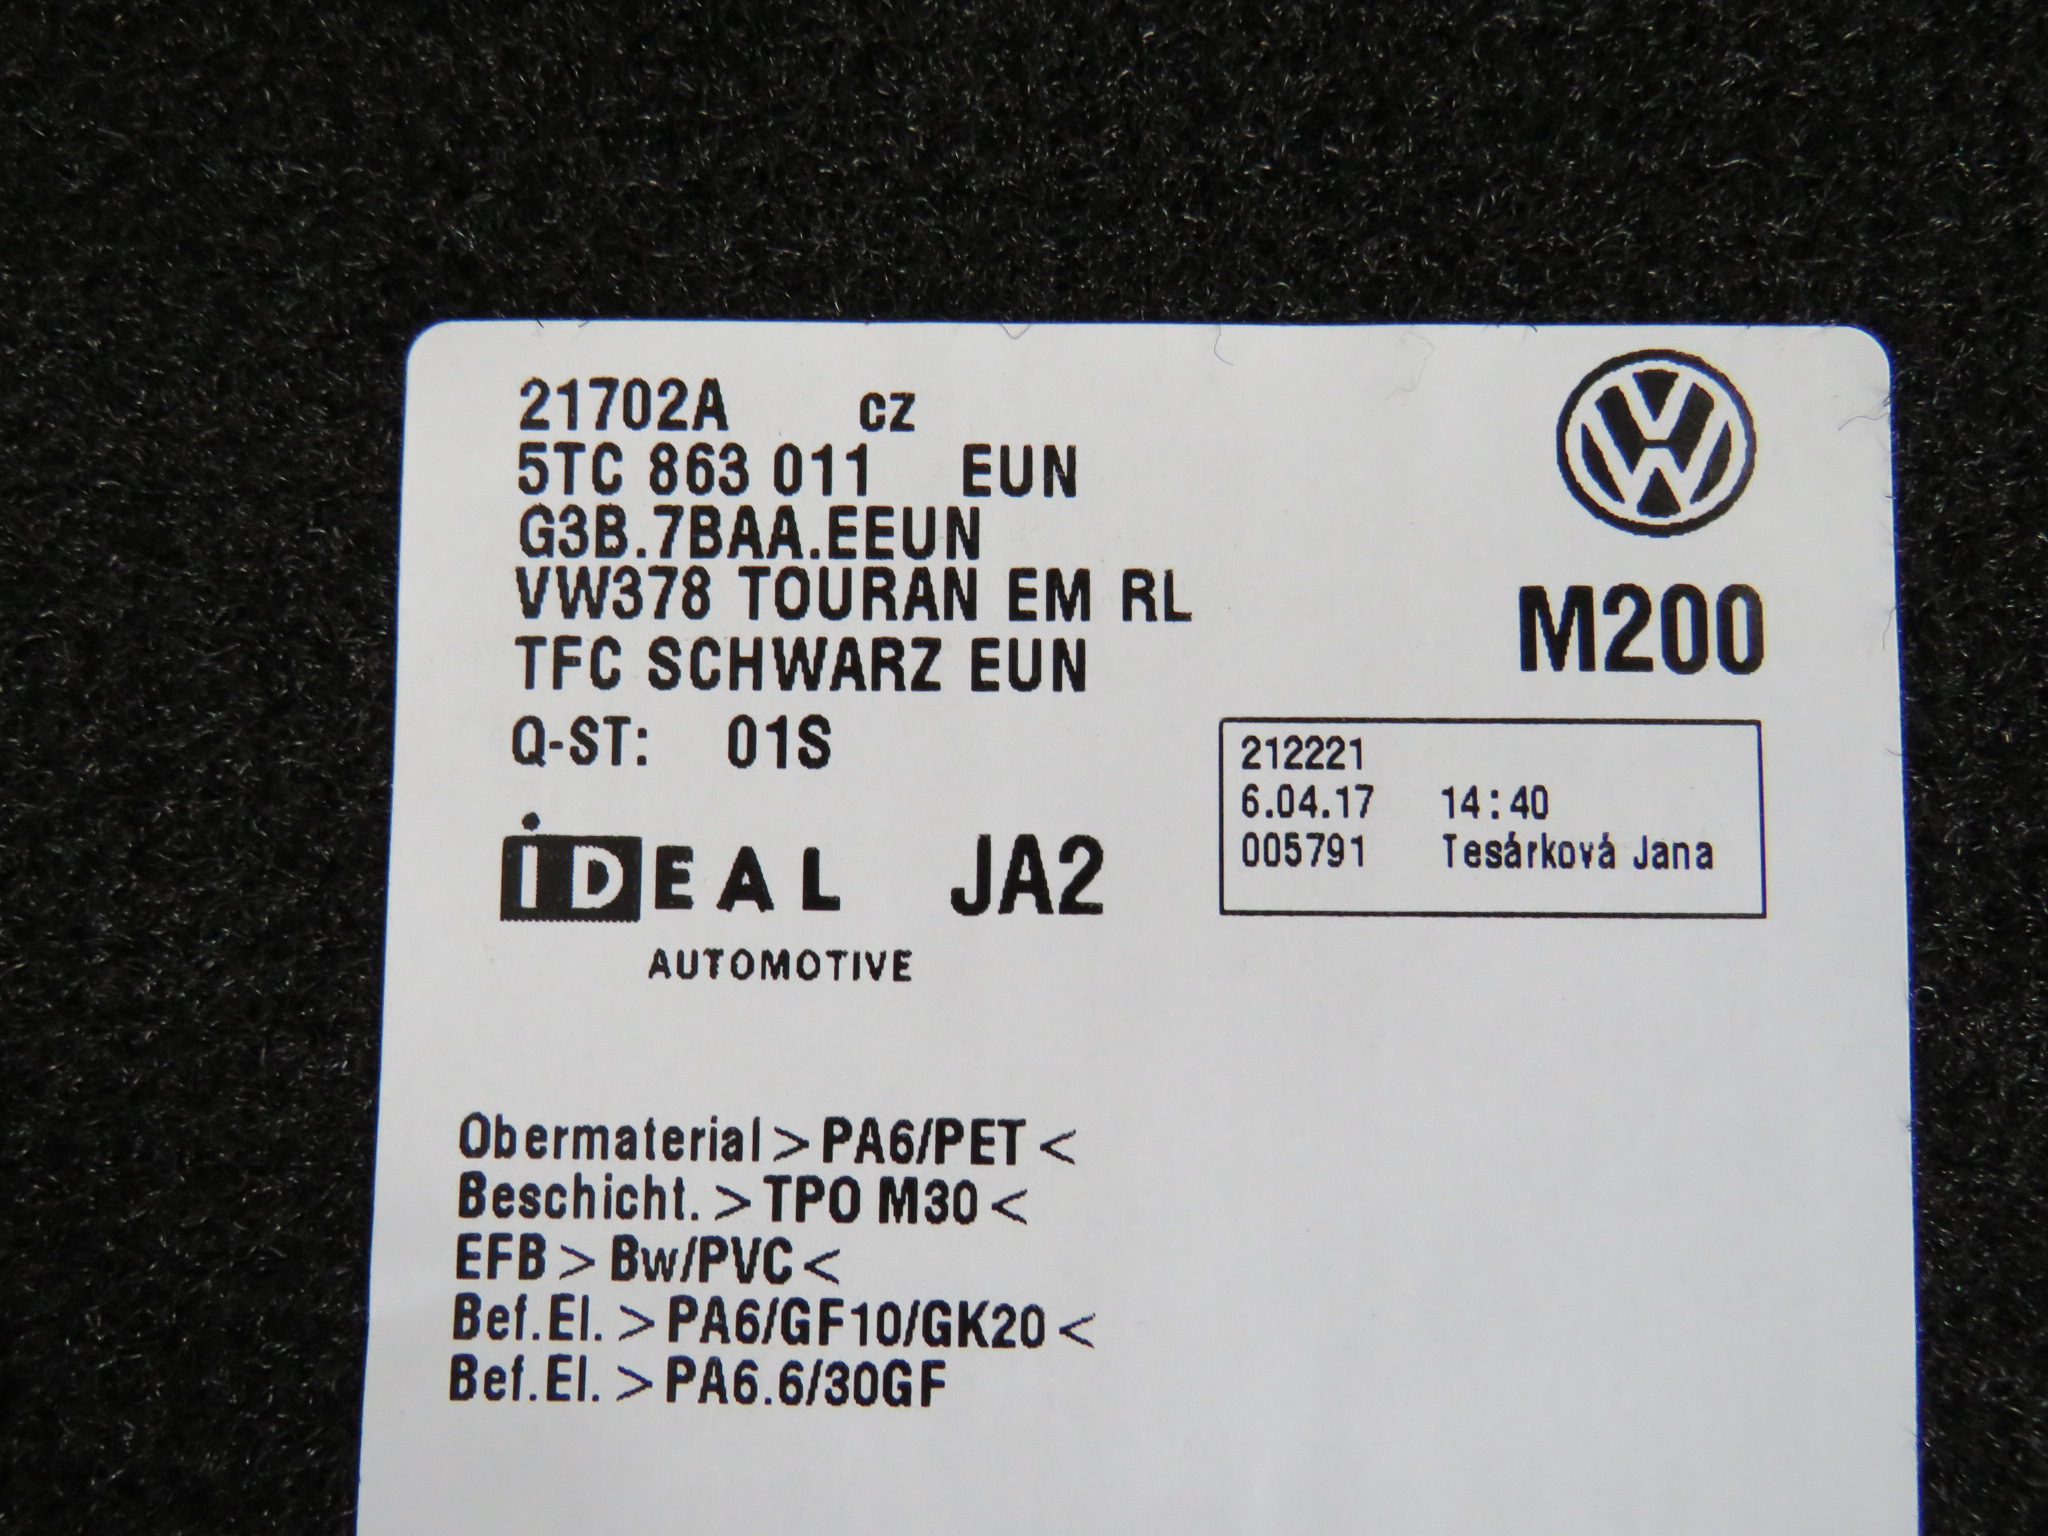 21702A cz
5TC 863 011 EUN
G3B.7BAA.EEUN
VW378 TOURAN EM RL
TFC SCHWARZ EUN
Q-ST: 01S
VW
M200
212221
6.04.17 14:40
005791 Tesárková Jana
iDEAL JA2
AUTOMOTIVE
Obermaterial > PA6/PET <
Beschicht. > TPO M30 <
EFB > Bw/PVC <
Bef.El. > PA6/GF10/GK20 <
Bef.El. > PA6.6/30GF